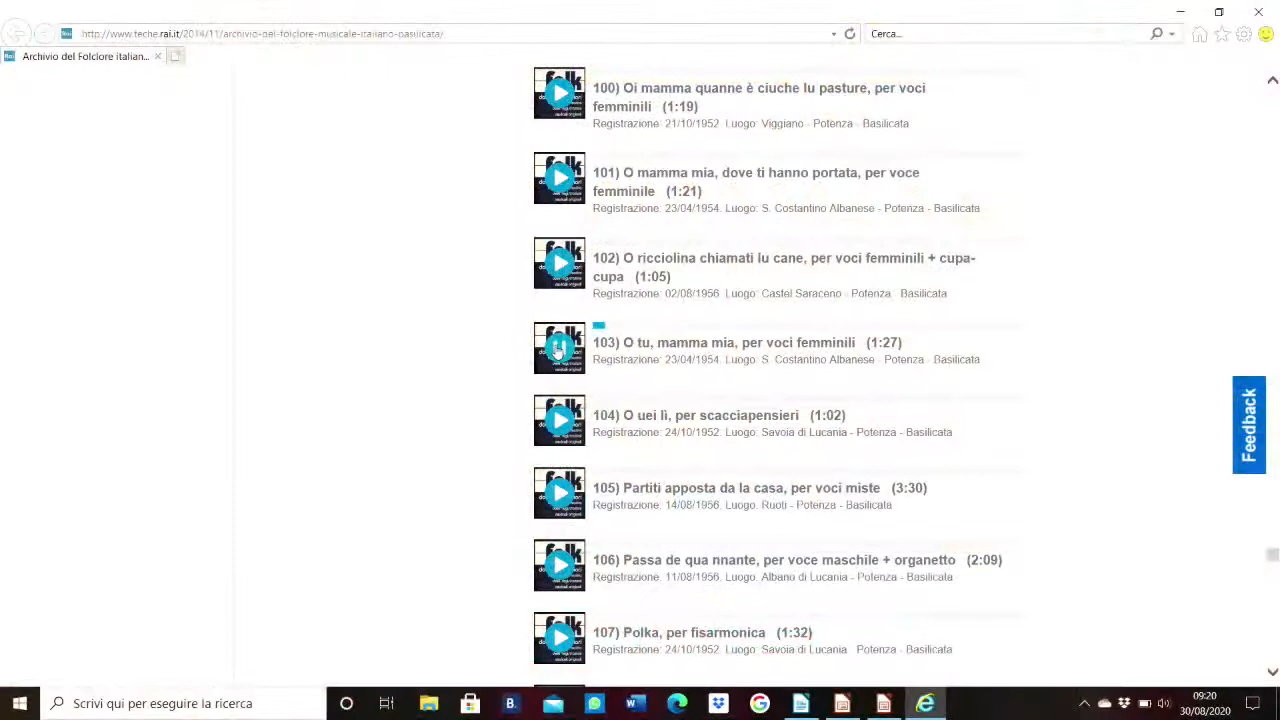 http://www.teche.rai.it/2014/11/archivio-del-folclore-musicale-italiano-basilicata/
Cerca...
Archivio del Folclore italian...
100) Oi mamma quanne è ciuche lu pasture, per voci
femminili (1:19)
Registrazione: 21/10/1952 Luogo: Viggiano - Potenza - Basilicata
101) O mamma mia, dove ti hanno portata, per voce
femminile (1:21)
Registrazione: 23/04/1954 Luogo: S. Costantino Albanese - Potenza - Basilicata
102) O ricciolina chiamati lu cane, per voci femminili + cupa-
cupa (1:05)
Registrazione: 02/08/1956 Luogo: Castel Saraceno - Potenza Basilicata
103) O tu, mamma mia, per voci femminili (1:27)
Registrazione: 23/04/1954 Luogo: S. Costantino Albanese - Potenza - Basilicata
104) O uei lì, per scacciapensieri (1:02)
Registrazione: 24/10/1952 Luogo: Savoia di Lucania - Potenza - Basilicata
105) Partiti apposta da la casa, per voci miste (3:30)
Registrazione: 14/08/1956 Luogo: Ruoti - Potenza - Basilicata
106) Passa de qua nnante, per voce maschile + organetto (2:09)
Registrazione: 11/08/1956 Luogo: Albano di Lucania - Potenza - Basilicata
107) Polka, per fisarmonica (1:32)
Registrazione: 24/10/1952 Luogo: Savoia di Lucania Potenza - Basilicata
Feedback
Scrivi qui per eseguire la ricerca
09:20
30/08/2020